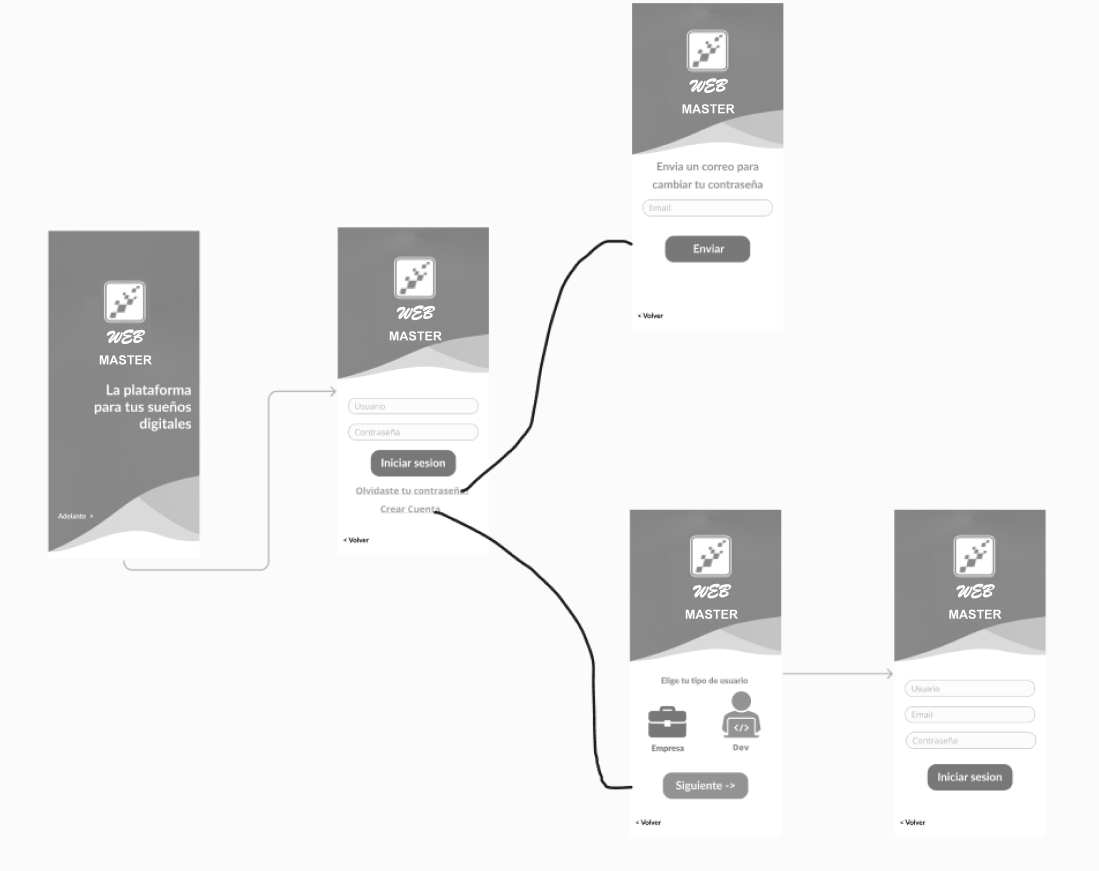 WEB
MASTER
La plataforma
para tus sueños
digitales
Adelante >
WEB
MASTER
Usuario
Contraseña
Iniciar sesion
Olvidaste tu contraseña?
Crear Cuenta
< Volver
WEB
MASTER
Envia un correo para
cambiar tu contraseña
Email
Enviar
< Volver
WEB
MASTER
Elige tu tipo de usuario
</>
Empresa
Dev
Siguiente ->
< Volver
WEB
MASTER
Usuario
Email
Contraseña
Iniciar sesion
< Volver